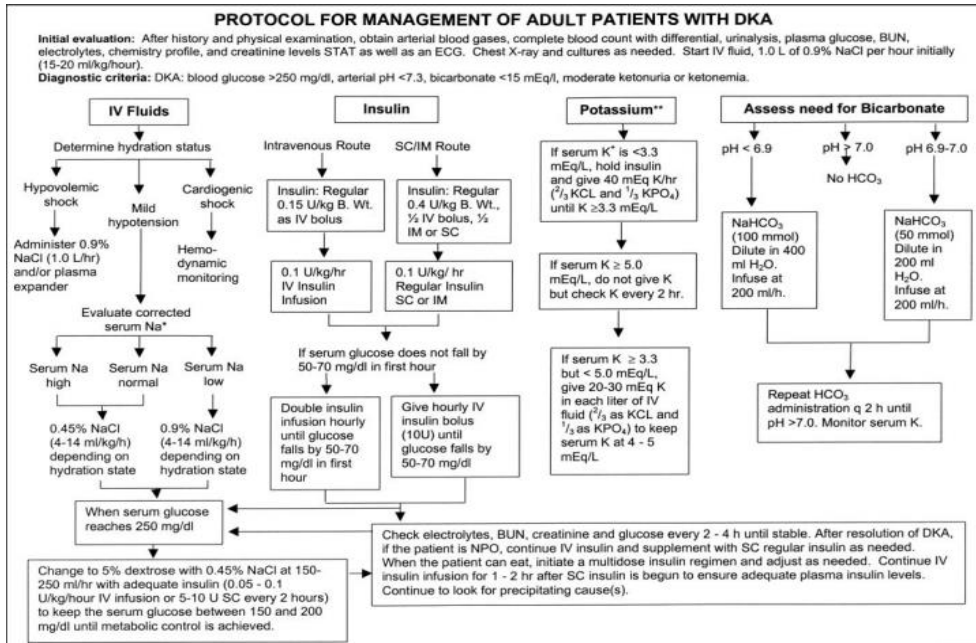 PROTOCOL FOR MANAGEMENT OF ADULT PATIENTS WITH DKA
Initial evaluation: After history and physical examination, obtain arterial blood gases, complete blood count with differential, urinalysis, plasma glucose, BUN,
electrolytes, chemistry profile, and creatinine levels STAT as well as an ECG. Chest X-ray and cultures as needed. Start IV fluid, 1.0 L of 0.9% NaCl per hour initially
(15-20 ml/kg/hour).
Diagnostic criteria: DKA: blood glucose >250 mg/dl, arterial pH <7.3, bicarbonate <15 mEq/l, moderate ketonuria or ketonemia.
IV Fluids
Determine hydration status
Hypovolemic
shock
Mild
hypotension
Cardiogenic
shock
Administer 0.9%
NaCl (1.0 L/hr)
and/or plasma
expander
Hemo-
dynamic
monitoring
Evaluate corrected
serum Na*
Serum Na
high
Serum Na
normal
Serum Na
low
0.45% NaCl
(4-14 ml/kg/h)
depending on
hydration state
0.9% NaCl
(4-14 ml/kg/h)
depending on
hydration state
When serum glucose
reaches 250 mg/dl
Change to 5% dextrose with 0.45% NaCl at 150-
250 ml/hr with adequate insulin (0.05 - 0.1
U/kg/hour IV infusion or 5-10 U SC every 2 hours)
to keep the serum glucose between 150 and 200
mg/dl until metabolic control is achieved.
Insulin
Intravenous Route
SC/IM Route
Insulin: Regular
0.15 U/kg B. Wt.
as IV bolus
Insulin: Regular
0.4 U/kg B. Wt.,
½ IV bolus, ½
IM or SC
0.1 U/kg/hr
IV Insulin
Infusion
0.1 U/kg/ hr
Regular Insulin
SC or IM
If serum glucose does not fall by
50-70 mg/dl in first hour
Double insulin
infusion hourly
until glucose
falls by 50-70
mg/dl in first
hour
Give hourly IV
insulin bolus
(10U) until
glucose falls by
50-70 mg/dl
Potassium**
If serum K⁺ is <3.3
mEq/L, hold insulin
and give 40 mEq K/hr
(²/₃ KCL and ¹/₃ KPO₄)
until K ≥3.3 mEq/L
If serum K ≥ 5.0
mEq/L, do not give K
but check K every 2 hr.
If serum K ≥ 3.3
but < 5.0 mEq/L,
give 20-30 mEq K
in each liter of IV
fluid (²/₃ as KCL and
¹/₃ as KPO₄) to keep
serum K at 4 - 5
mEq/L
Assess need for Bicarbonate
pH < 6.9
pH > 7.0
pH 6.9-7.0
No HCO₃
NaHCO₃
(100 mmol)
Dilute in 400
ml H₂O.
Infuse at
200 ml/h.
NaHCO₃
(50 mmol)
Dilute in
200 ml
H₂O.
Infuse at
200 ml/h.
Repeat HCO₃
administration q 2 h until
pH >7.0. Monitor serum K.
Check electrolytes, BUN, creatinine and glucose every 2 - 4 h until stable. After resolution of DKA,
if the patient is NPO, continue IV insulin and supplement with SC regular insulin as needed.
When the patient can eat, initiate a multidose insulin regimen and adjust as needed. Continue IV
insulin infusion for 1 - 2 hr after SC insulin is begun to ensure adequate plasma insulin levels.
Continue to look for precipitating cause(s).